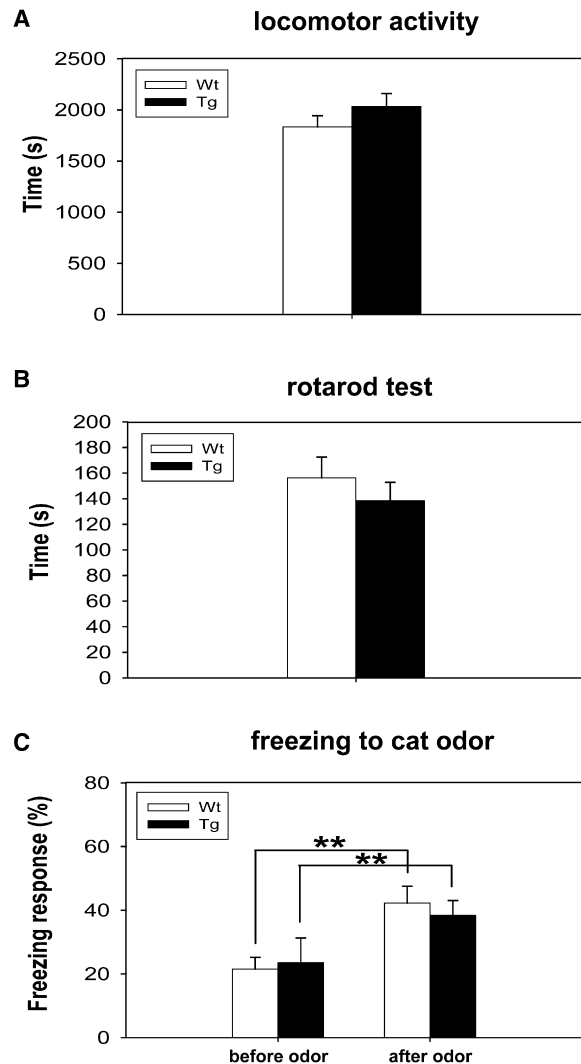 A
locomotor activity
Time (s)
2500
2000
1500
1000
500
0
Wt
Tg
B
rotarod test
Time (s)
200
180
160
140
120
100
80
60
40
20
0
Wt
Tg
C
freezing to cat odor
Freezing response (%)
80
60
40
20
0
Wt
Tg
**
**
before odor
after odor